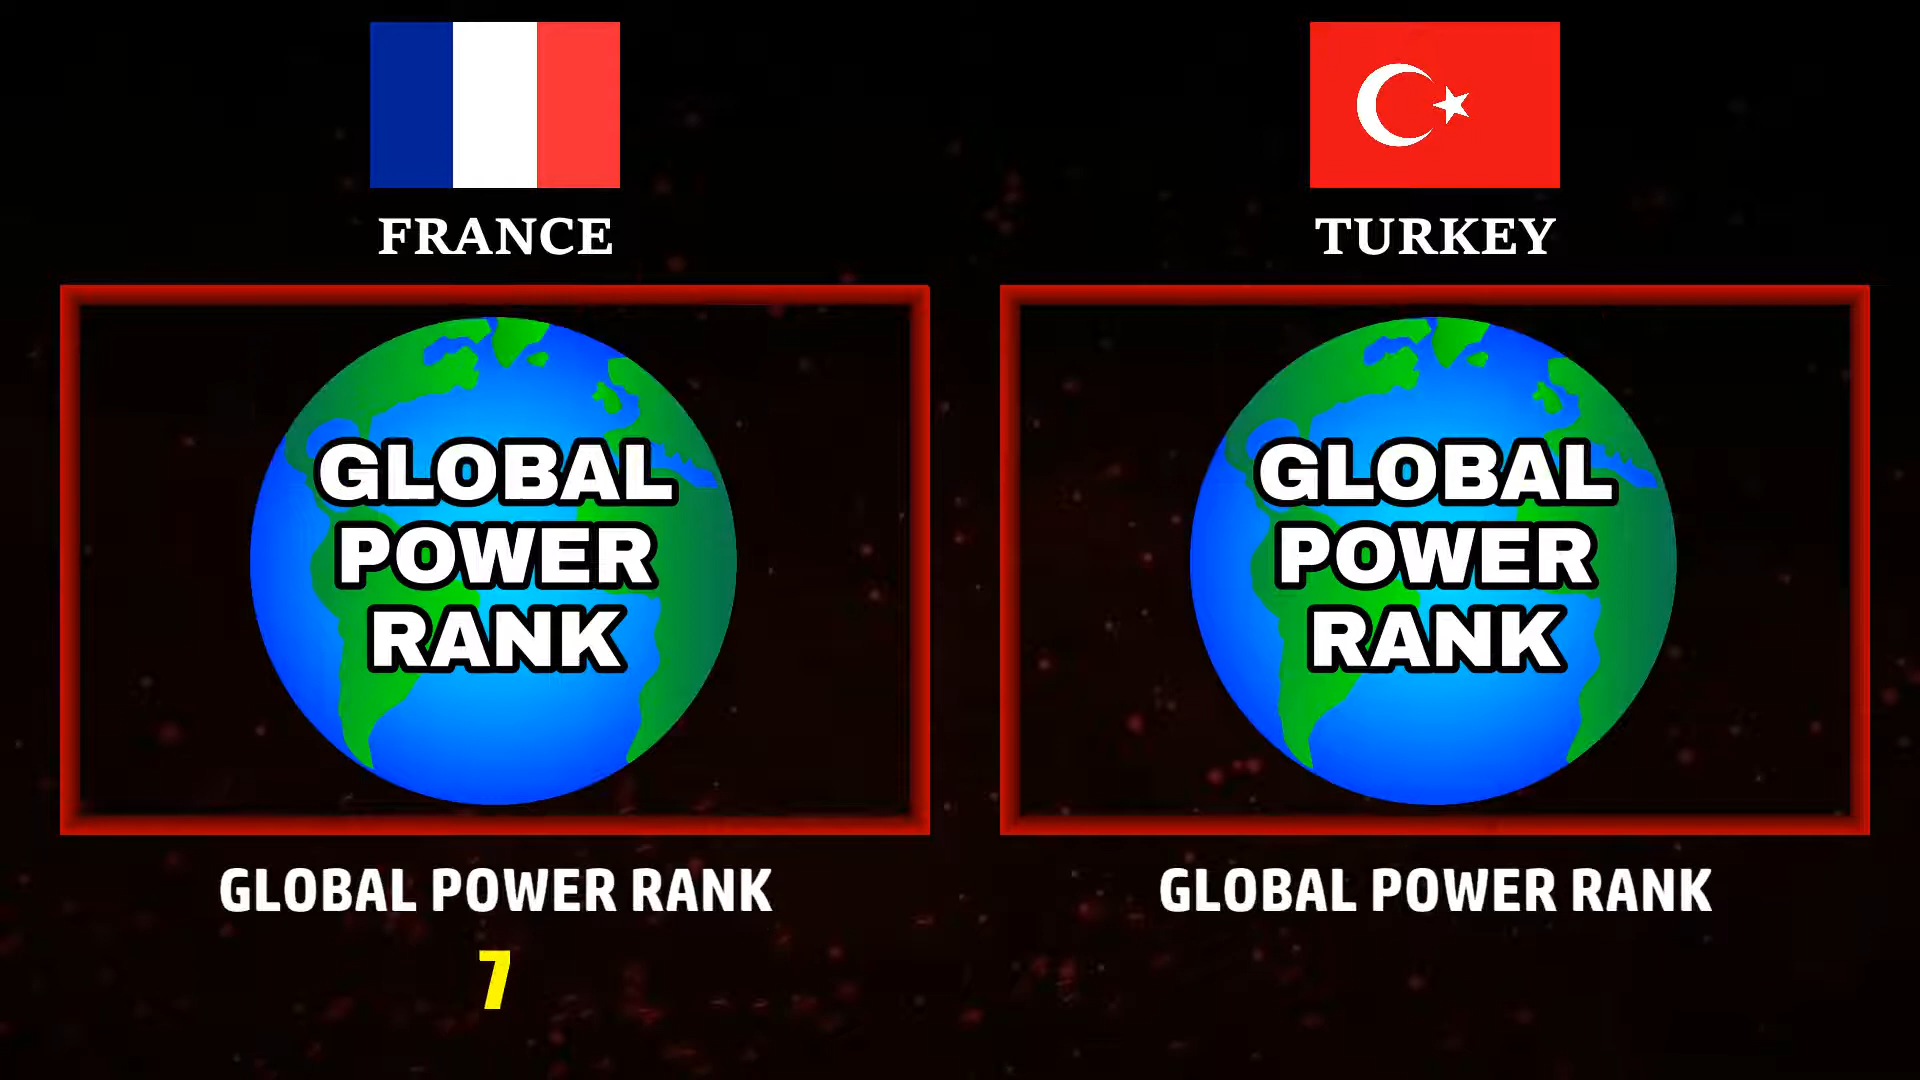 FRANCE
TURKEY
GLOBAL
POWER
RANK
GLOBAL
POWER
RANK
GLOBAL POWER RANK
GLOBAL POWER RANK
7